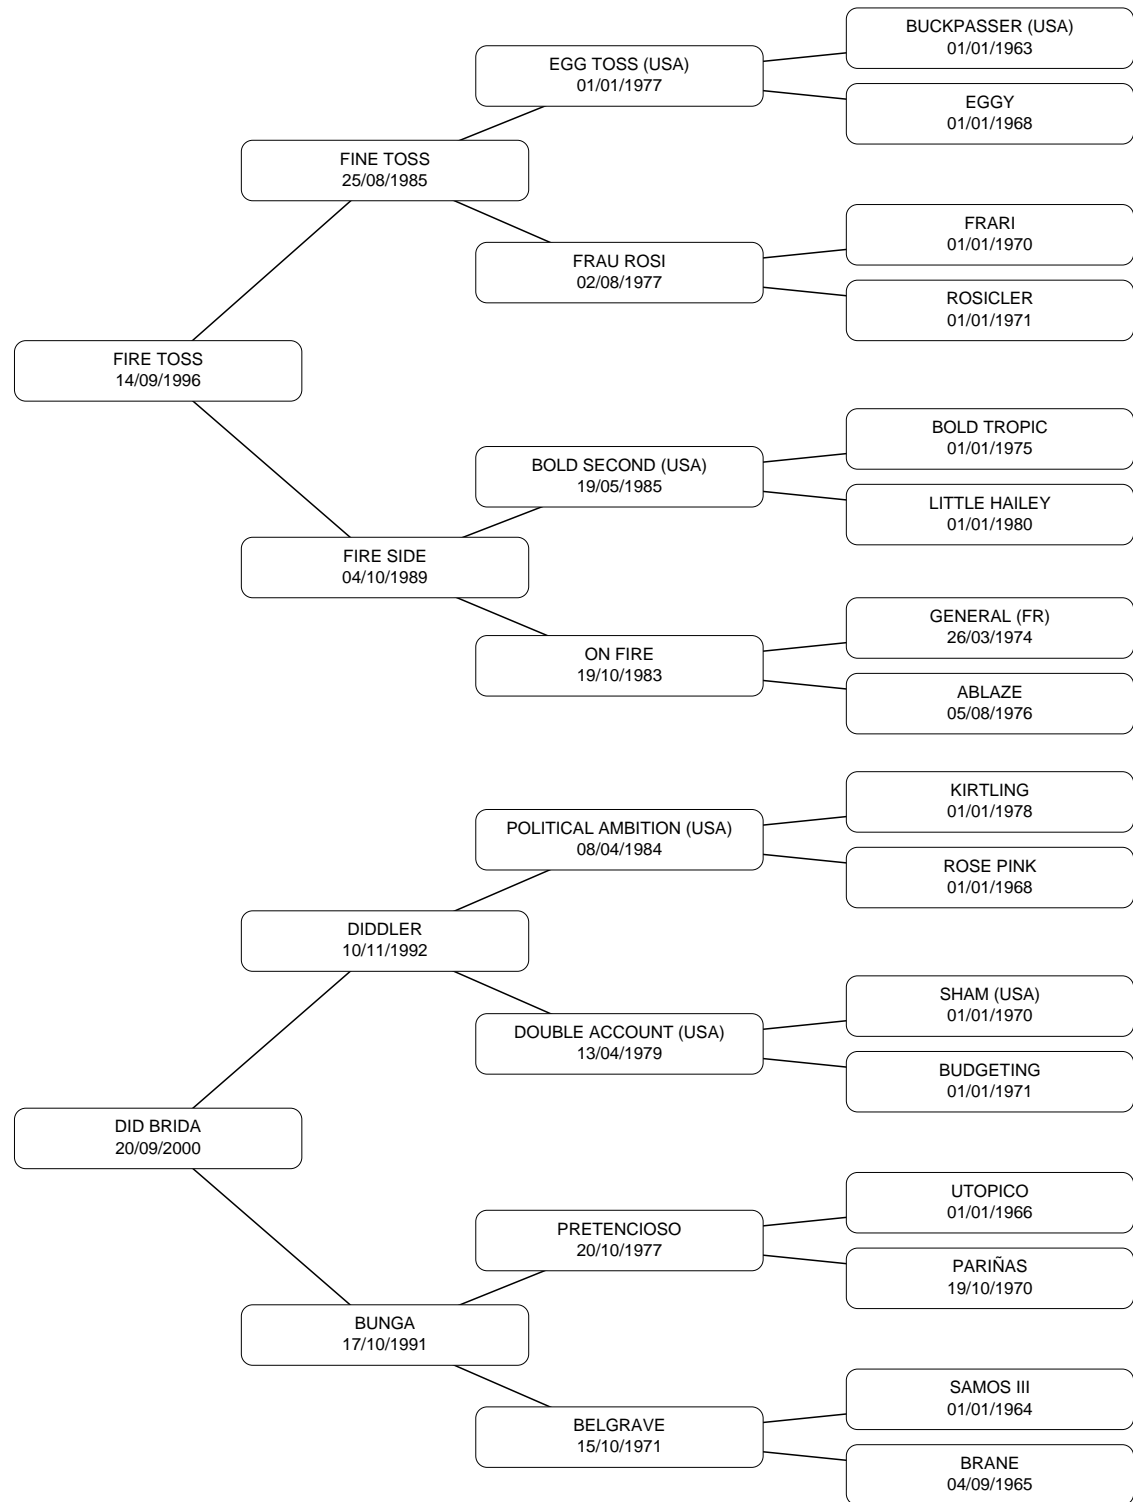 BUCKPASSER (USA)
01/01/1963
EGG TOSS (USA)
01/01/1977
EGGY
01/01/1968
FINE TOSS
25/08/1985
FRARI
01/01/1970
FRAU ROSI
02/08/1977
ROSICLER
01/01/1971
FIRE TOSS
14/09/1996
BOLD TROPIC
01/01/1975
BOLD SECOND (USA)
19/05/1985
LITTLE HAILEY
01/01/1980
FIRE SIDE
04/10/1989
GENERAL (FR)
26/03/1974
ON FIRE
19/10/1983
ABLAZE
05/08/1976
KIRTLING
01/01/1978
POLITICAL AMBITION (USA)
08/04/1984
ROSE PINK
01/01/1968
DIDDLER
10/11/1992
SHAM (USA)
01/01/1970
DOUBLE ACCOUNT (USA)
13/04/1979
BUDGETING
01/01/1971
DID BRIDA
20/09/2000
UTOPICO
01/01/1966
PRETENCIOSO
20/10/1977
PARIÑAS
19/10/1970
BUNGA
17/10/1991
SAMOS III
01/01/1964
BELGRAVE
15/10/1971
BRANE
04/09/1965